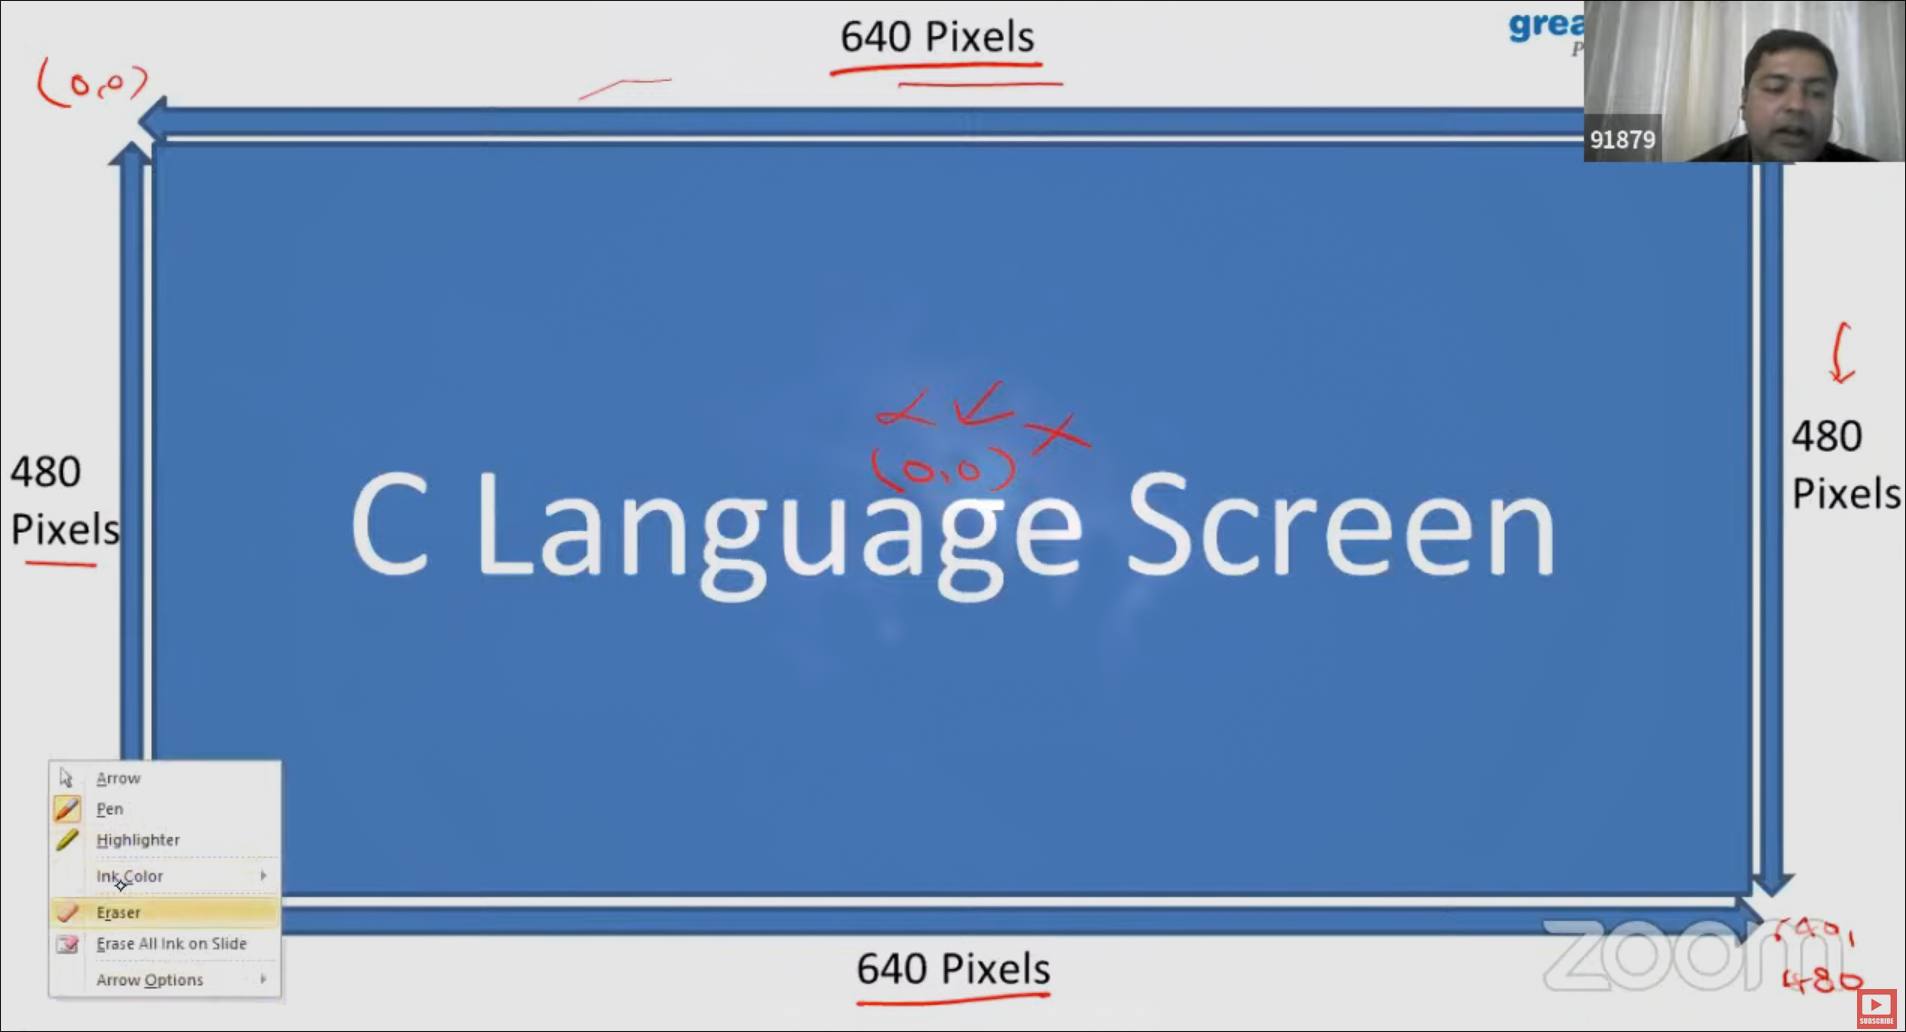 640 Pixels
grea
P
(0,0)
91879
(0,0)
C Language Screen
480
Pixels
480
Pixels
Arrow
Pen
Highlighter
Ink Color
Eraser
Erase All Ink on Slide
Arrow Options
640 Pixels
zoom
480
SUBSCRIBE